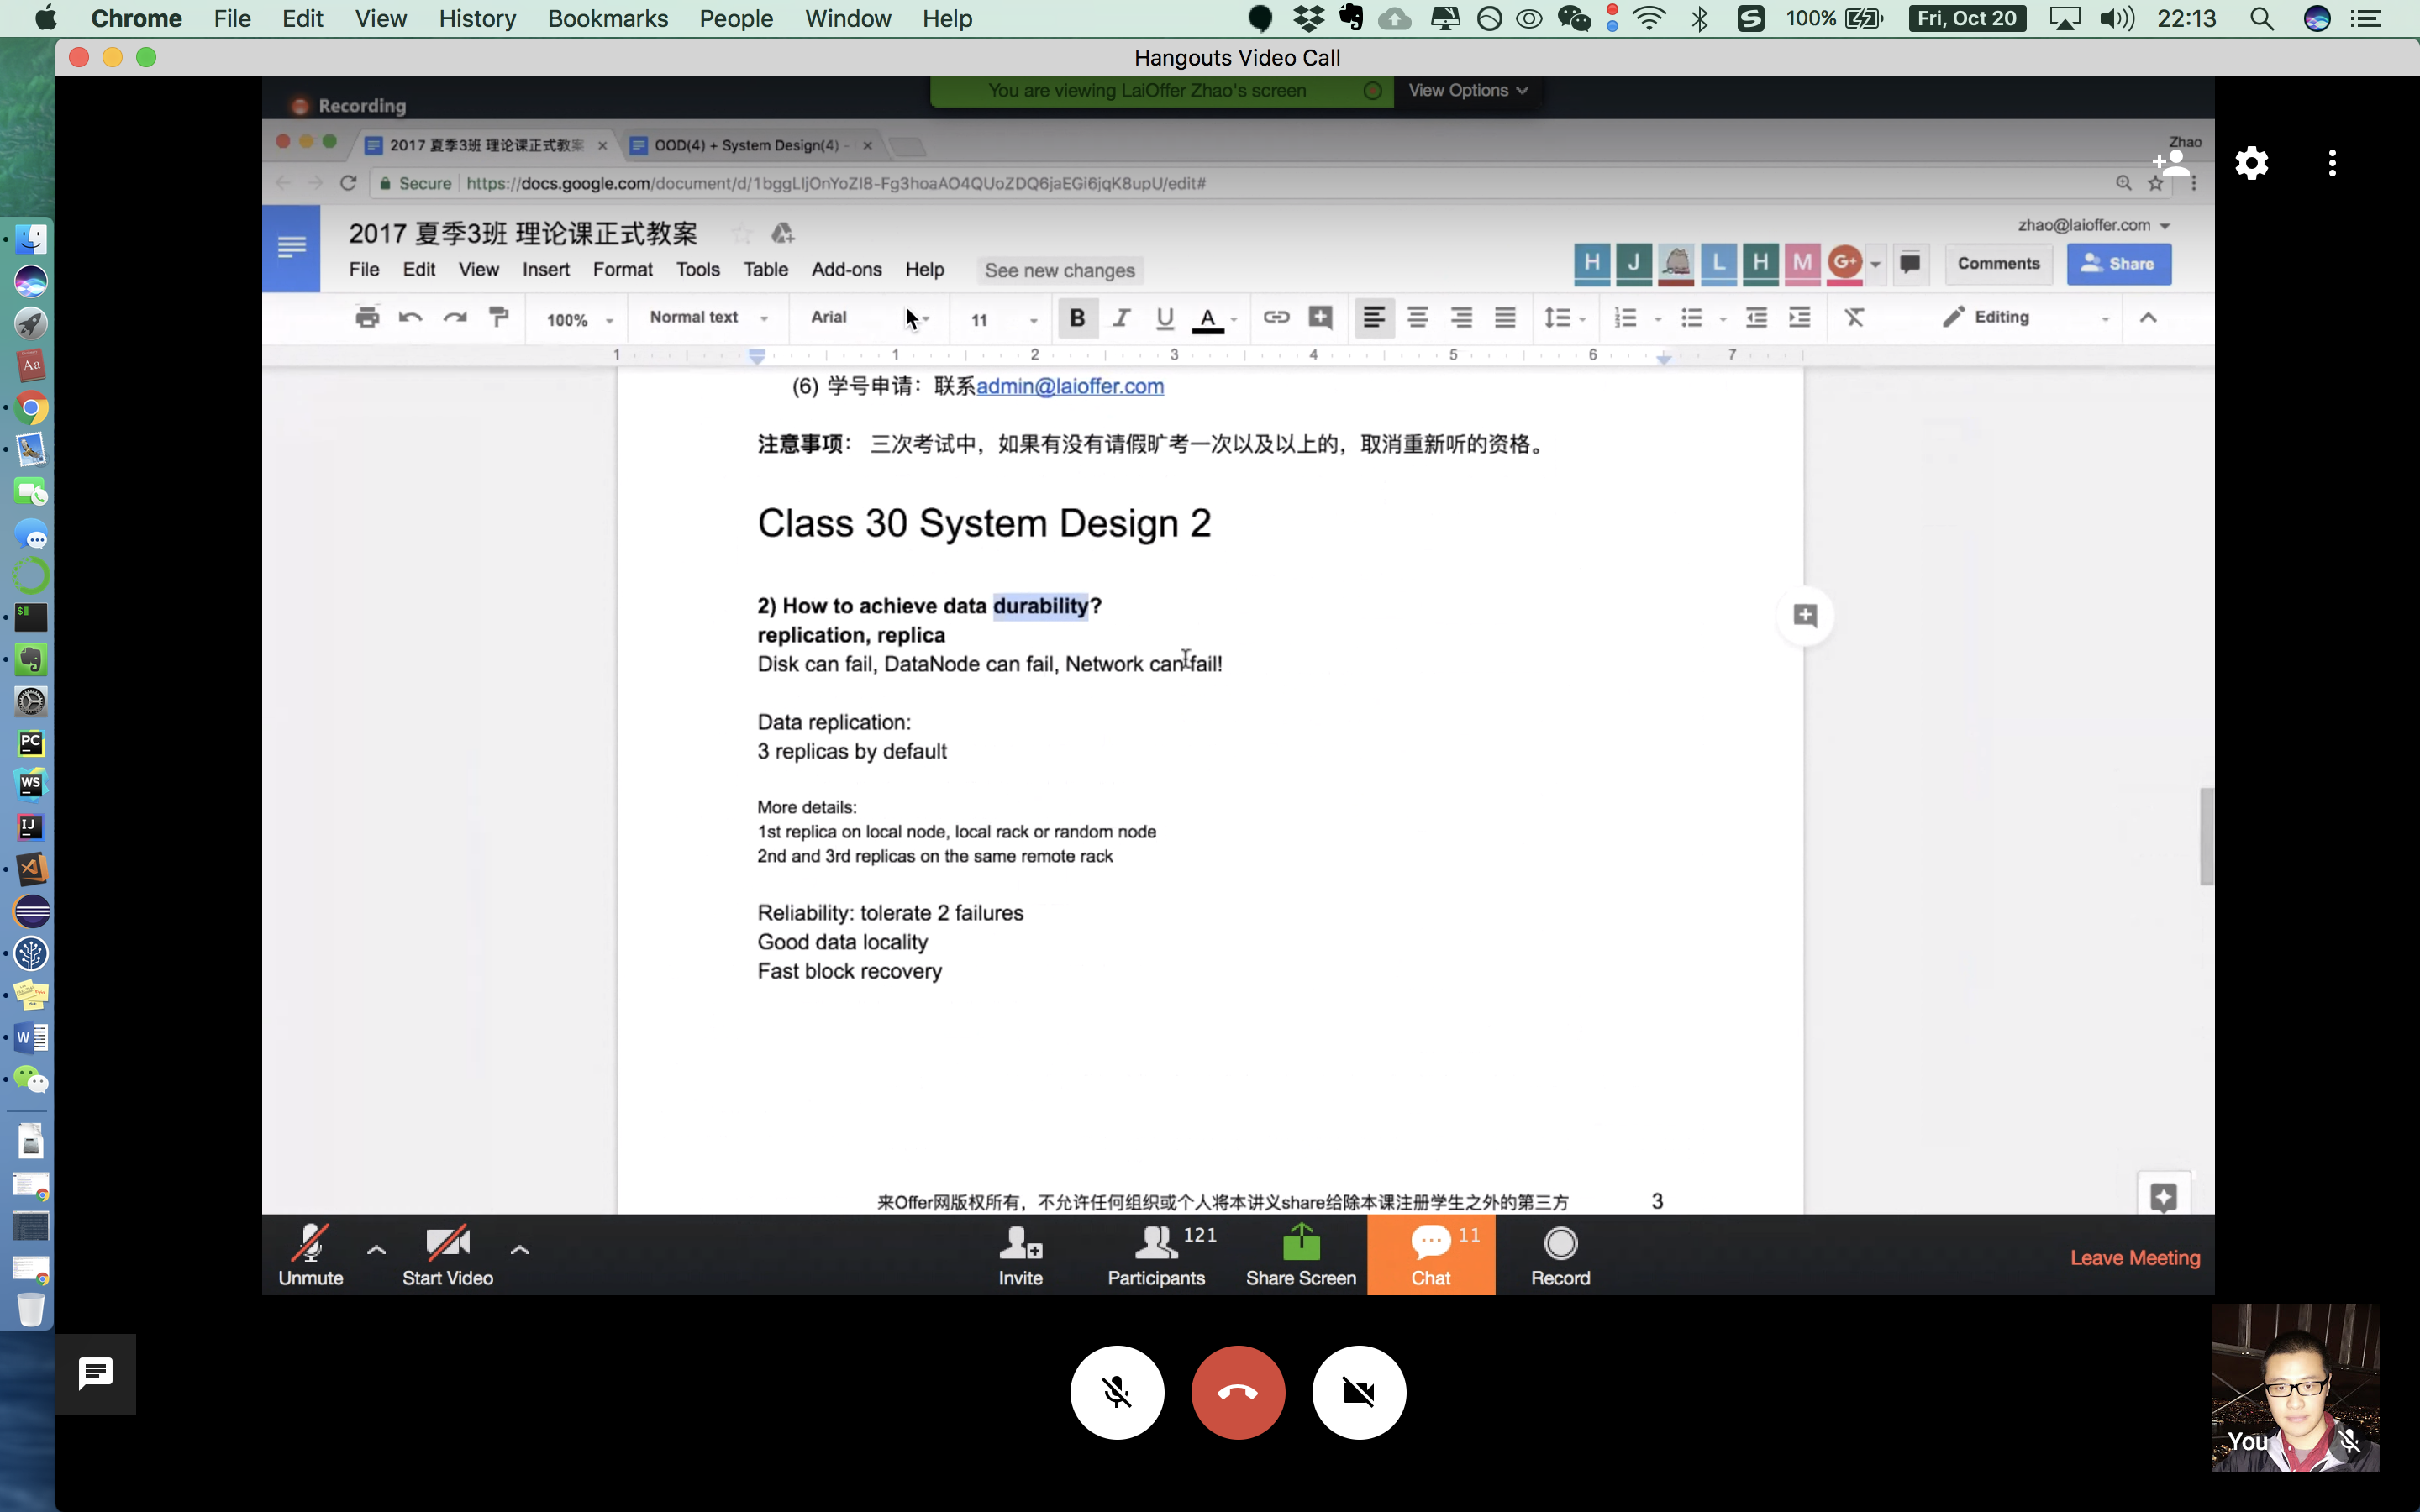 Chrome File Edit View History Bookmarks People Window Help 100% Fri, Oct 20 22:13
Hangouts Video Call
Recording You are viewing LaiOffer Zhao's screen View Options
2017 夏季3班 理论课正式教案 OOD(4) + System Design(4) - Zhao
Secure https://docs.google.com/document/d/1bggLIjOnYoZI8-Fg3hoaAO4QUoZDQ6jaEGi6jqK8upU/edit#
2017 夏季3班 理论课正式教案 zhao@laioffer.com
File Edit View Insert Format Tools Table Add-ons Help See new changes H J L H M G+ Comments Share
100% Normal text Arial 11 B I U A Editing
1 1 2 3 4 5 6 7
(6) 学号申请：联系admin@laioffer.com
注意事项： 三次考试中，如果有没有请假旷考一次以及以上的，取消重新听的资格。
Class 30 System Design 2
2) How to achieve data durability?
replication, replica
Disk can fail, DataNode can fail, Network can fail!
Data replication:
3 replicas by default
More details:
1st replica on local node, local rack or random node
2nd and 3rd replicas on the same remote rack
Reliability: tolerate 2 failures
Good data locality
Fast block recovery
来Offer网版权所有，不允许任何组织或个人将本讲义share给除本课注册学生之外的第三方 3
121 11
Unmute Start Video Invite Participants Share Screen Chat Record Leave Meeting
You
Aa
$
PC
WS
IJ
W